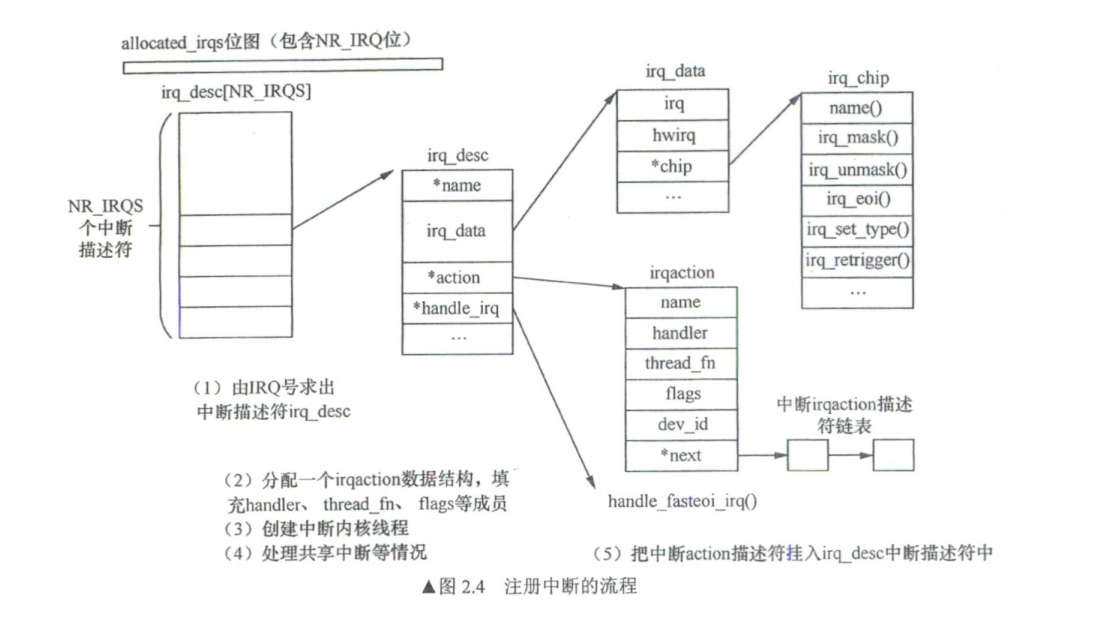 allocated_irqs位图（包含NR_IRQ位）
irq_desc[NR_IRQS]
NR_IRQS
个中断
描述符
irq_desc
*name
irq_data
*action
*handle_irq
…
irq_data
irq
hwirq
*chip
…
irq_chip
name()
irq_mask()
irq_unmask()
irq_eoi()
irq_set_type()
irq_retrigger()
…
irqaction
name
handler
thread_fn
flags
dev_id
*next
中断irqaction描述
符链表
handle_fasteoi_irq()
（1）由IRQ号求出
中断描述符irq_desc
（2）分配一个irqaction数据结构，填
充handler、 thread_fn、 flags等成员
（3）创建中断内核线程
（4）处理共享中断等情况
（5）把中断action描述符挂入irq_desc中断描述符中
▲图 2.4 注册中断的流程